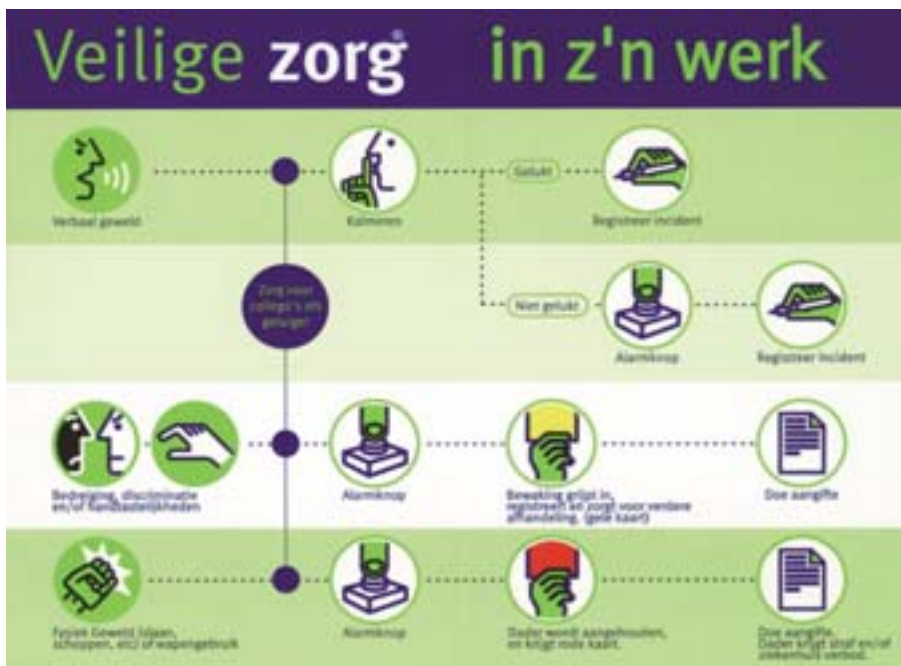 Veilige zorg® in z'n werk
Verbaal geweld
Kalmeren
Gelukt
Registreer incident
Zorg voor
collega's als
getuige!
Niet gelukt
Alarmknop
Registreer incident
Bedreiging, discriminatie
en/of handtastelijkheden
Alarmknop
Bewaking grijpt in,
registreert en zorgt voor verdere
afhandeling. (gele kaart)
Doe aangifte
Fysiek Geweld (slaan,
schoppen, etc) of wapengebruik
Alarmknop
Dader wordt aangehouden,
en krijgt rode kaart.
Doe aangifte.
Dader krijgt straf en/of
ziekenhuis verbod.